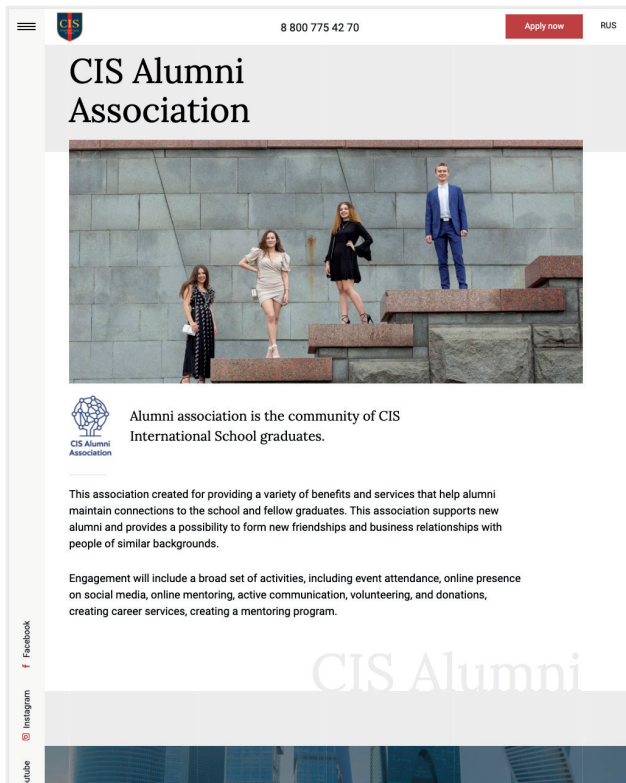 CIS
8 800 775 42 70
Apply now
RUS
CIS Alumni
Association
CIS Alumni
Association
Alumni association is the community of CIS
International School graduates.
This association created for providing a variety of benefits and services that help alumni
maintain connections to the school and fellow graduates. This association supports new
alumni and provides a possibility to form new friendships and business relationships with
people of similar backgrounds.
Engagement will include a broad set of activities, including event attendance, online presence
on social media, online mentoring, active communication, volunteering, and donations,
creating career services, creating a mentoring program.
CIS Alumni
Facebook
Instagram
utube